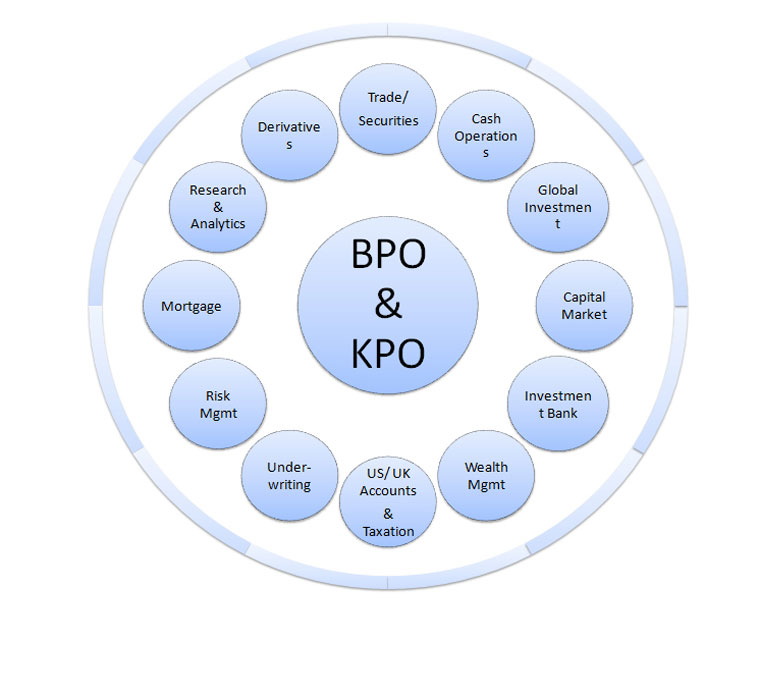 BPO
&
KPO
Trade/
Securities
Cash
Operation
s
Global
Investmen
t
Capital
Market
Investmen
t Bank
Wealth
Mgmt
US/ UK
Accounts
&
Taxation
Under-
writing
Risk
Mgmt
Mortgage
Research
&
Analytics
Derivative
s